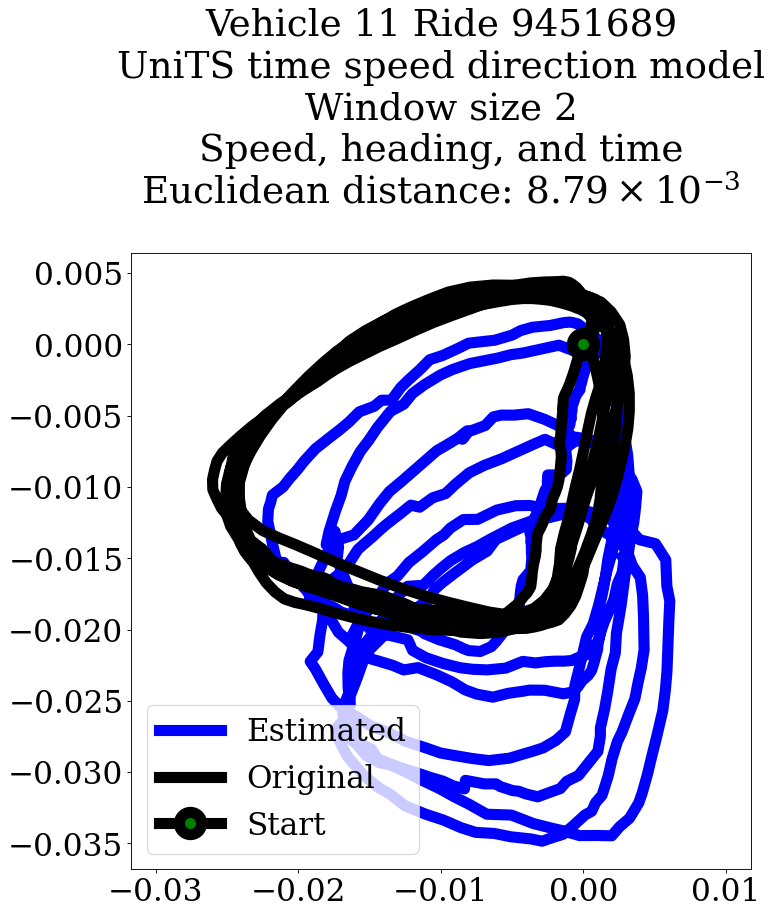 Vehicle 11 Ride 9451689
UniTS time speed direction model
Window size 2
Speed, heading, and time
Euclidean distance: 8.79 × 10⁻³
0.005
0.000
−0.005
−0.010
−0.015
−0.020
−0.025
−0.030
−0.035
Estimated
Original
Start
−0.03 −0.02 −0.01 0.00 0.01